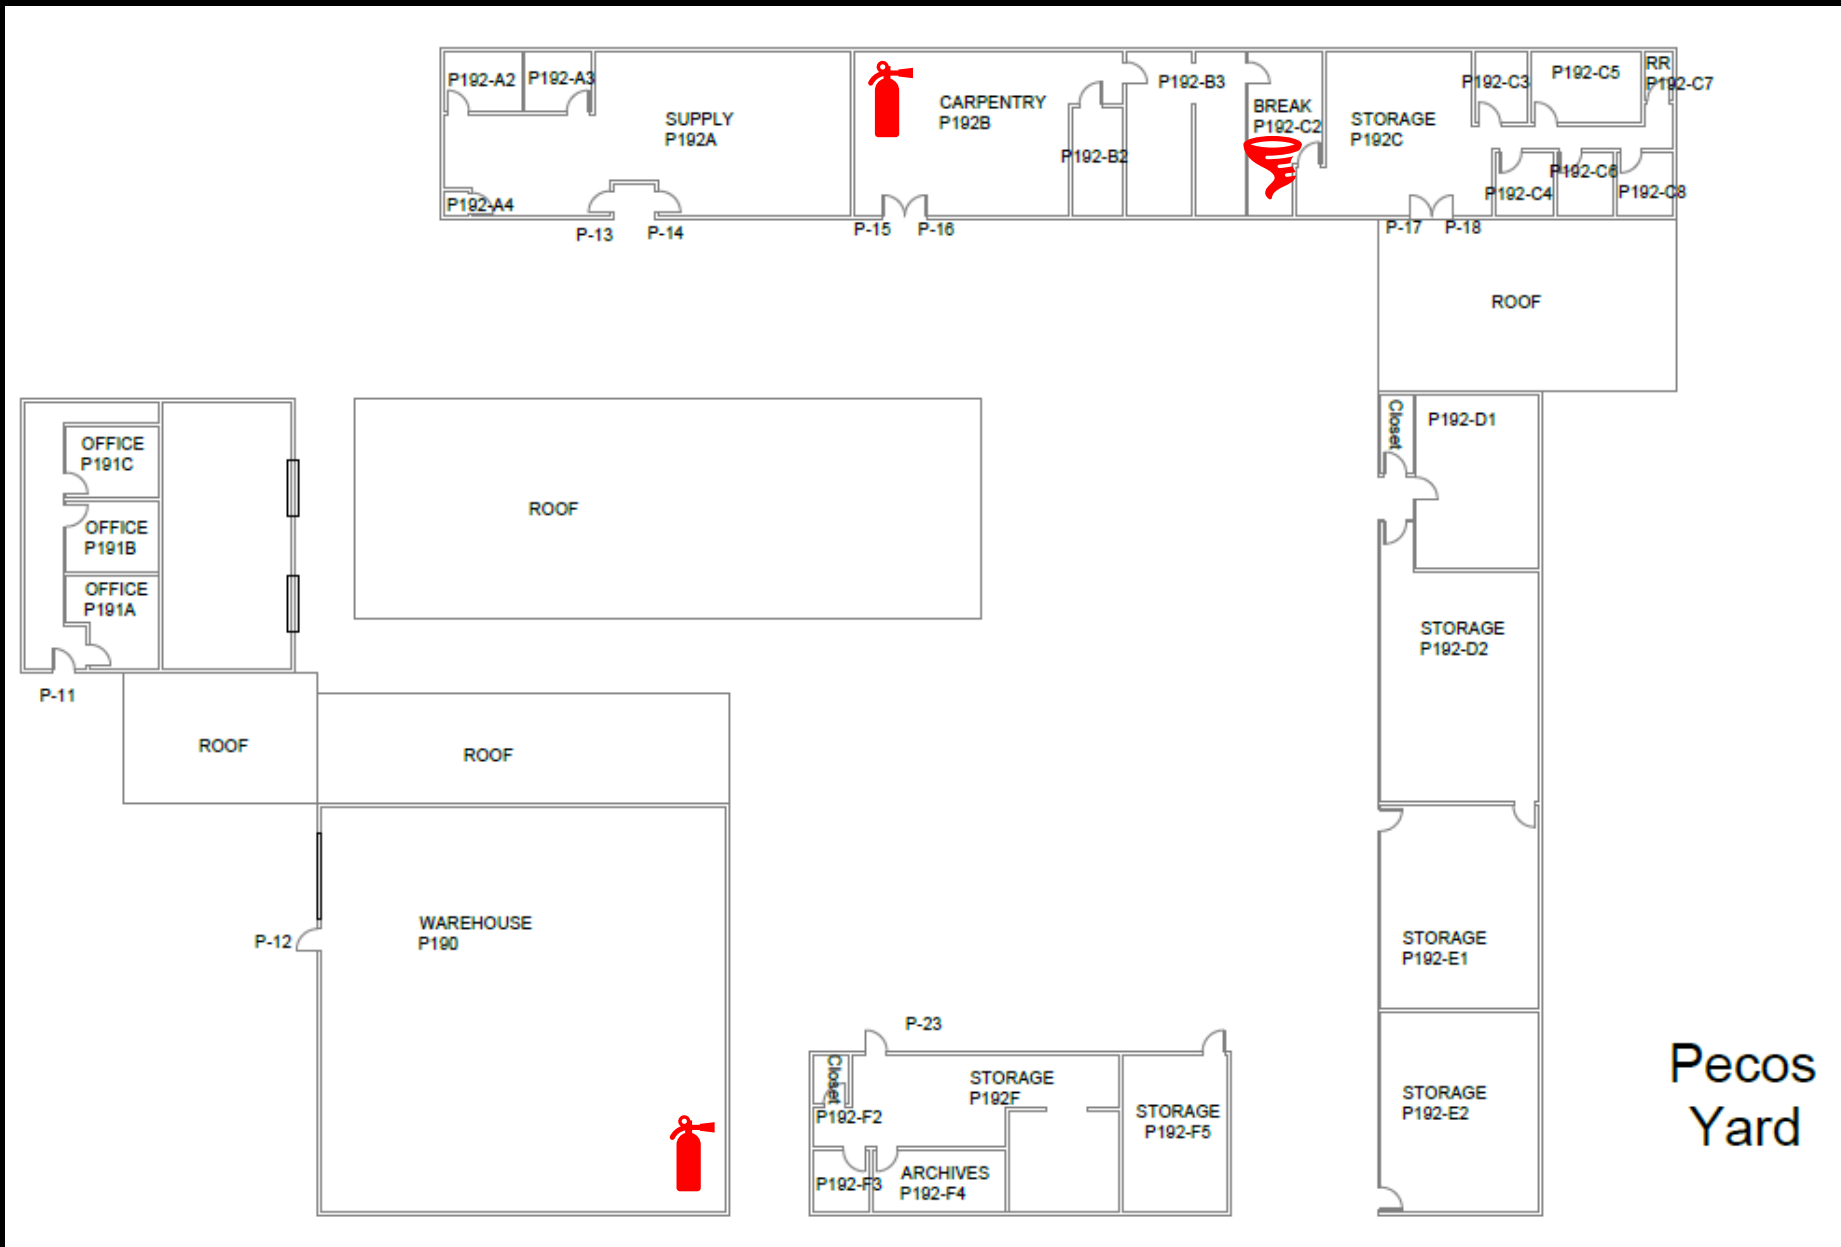 P192-A2
P192-A3
SUPPLY
P192A
P192-A4
P-13
P-14
CARPENTRY
P192B
P192-B2
P192-B3
P-15
P-16
BREAK
P192-C2
STORAGE
P192C
P192-C3
P192-C5
RR
P192-C7
P192-C4
P192-C6
P192-C8
P-17
P-18
ROOF
OFFICE
P191C
OFFICE
P191B
OFFICE
P191A
P-11
ROOF
Closet
P192-D1
STORAGE
P192-D2
ROOF
ROOF
P-12
WAREHOUSE
P190
STORAGE
P192-E1
P-23
Closet
P192-F2
STORAGE
P192F
STORAGE
P192-F5
P192-F3
ARCHIVES
P192-F4
STORAGE
P192-E2
Pecos
Yard